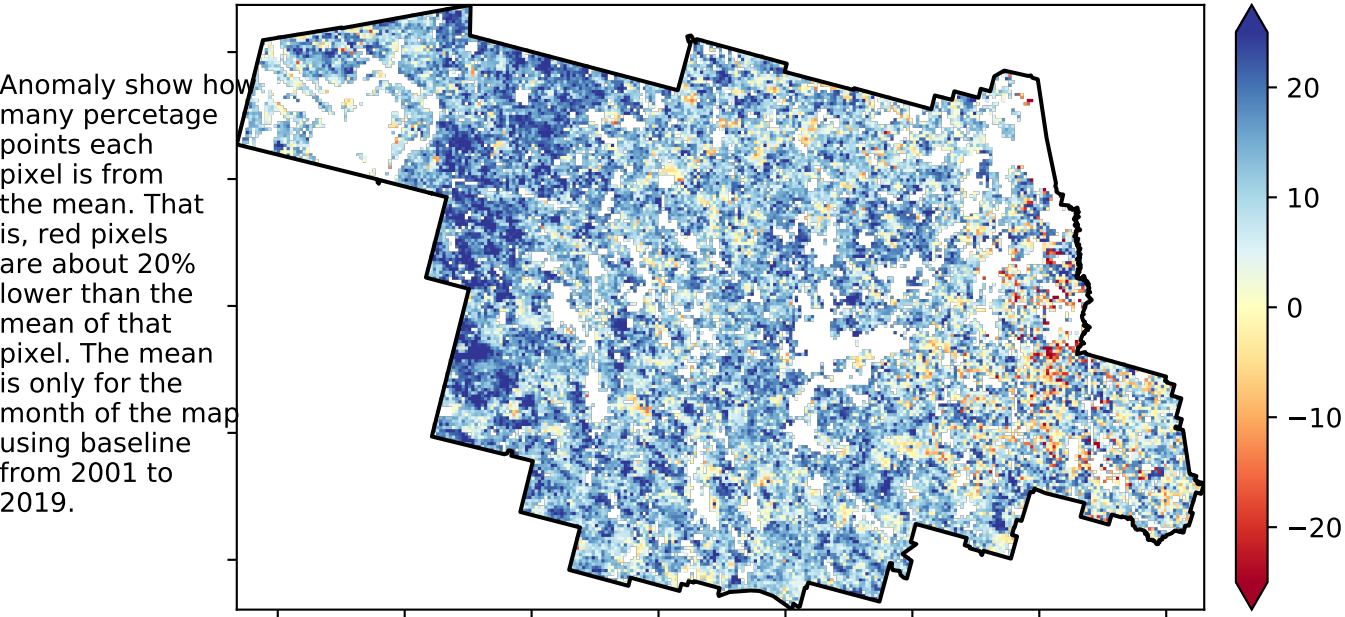 Anomaly show how
many percetage
points each
pixel is from
the mean. That
is, red pixels
are about 20%
lower than the
mean of that
pixel. The mean
is only for the
month of the map
using baseline
from 2001 to
2019.
20
10
0
−10
−20